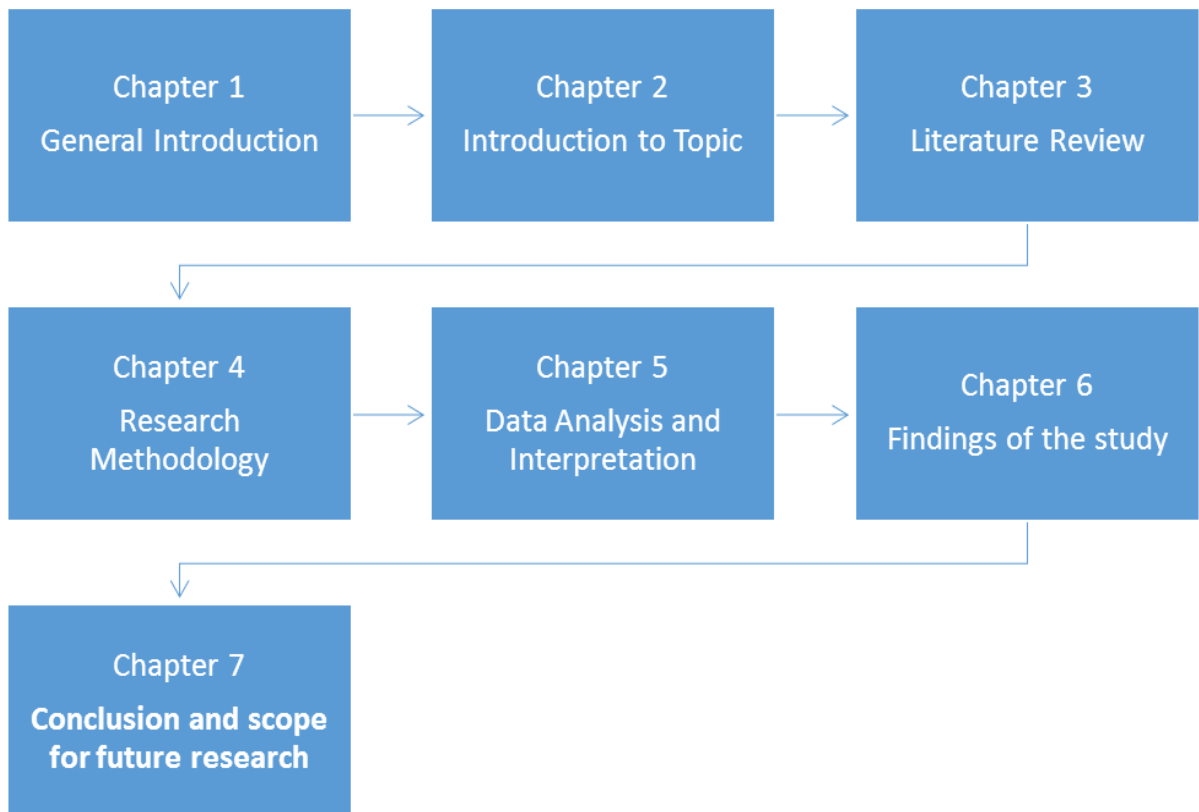 Chapter 1
General Introduction
Chapter 2
Introduction to Topic
Chapter 3
Literature Review
Chapter 4
Research
Methodology
Chapter 5
Data Analysis and
Interpretation
Chapter 6
Findings of the study
Chapter 7
Conclusion and scope
for future research